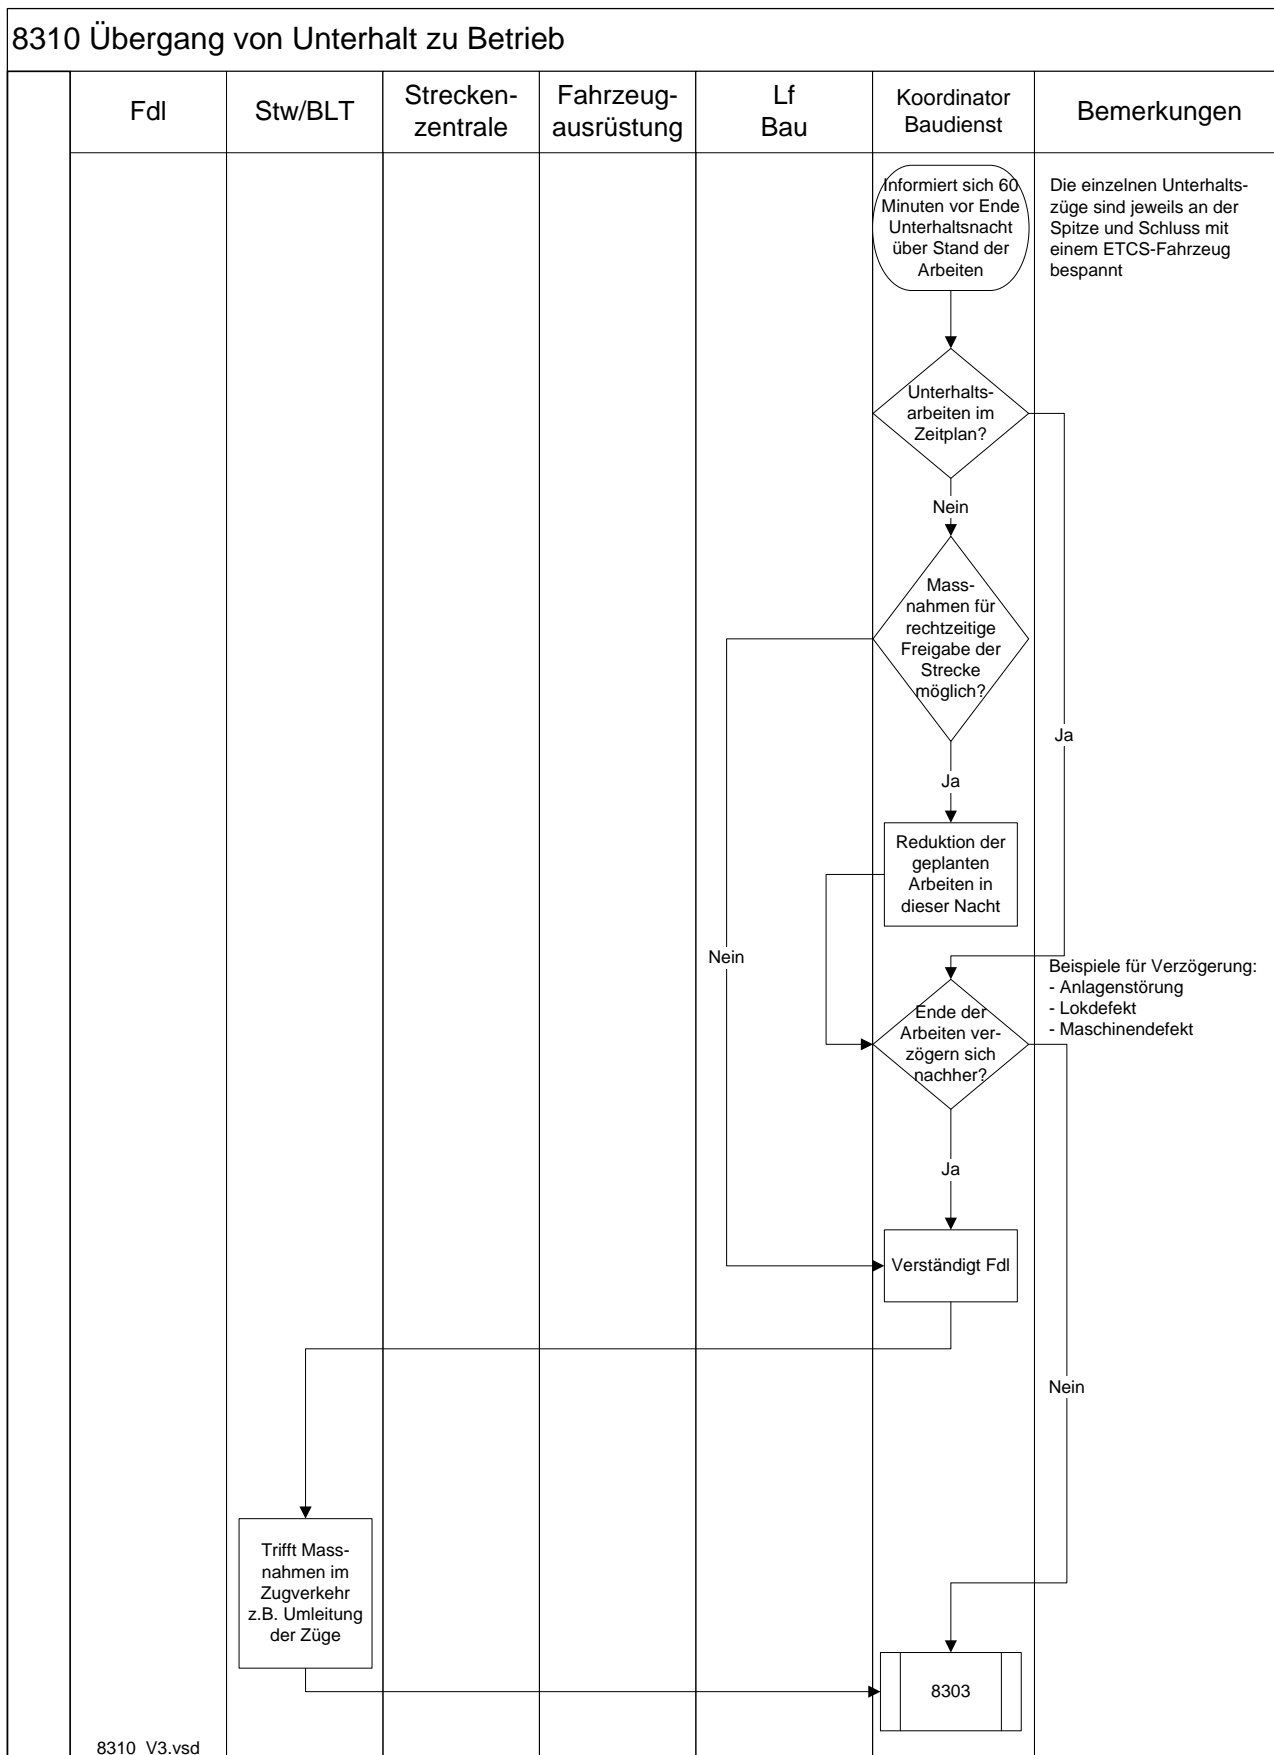 8310 Übergang von Unterhalt zu Betrieb
Fdl
Stw/BLT
Strecken-
zentrale
Fahrzeug-
ausrüstung
Lf
Bau
Koordinator
Baudienst
Bemerkungen
Informiert sich 60
Minuten vor Ende
Unterhaltsnacht
über Stand der
Arbeiten
Die einzelnen Unterhalts-
züge sind jeweils an der
Spitze und Schluss mit
einem ETCS-Fahrzeug
bespannt
Unterhalts-
arbeiten im
Zeitplan?
Nein
Mass-
nahmen für
rechtzeitige
Freigabe der
Strecke
möglich?
Ja
Ja
Reduktion der
geplanten
Arbeiten in
dieser Nacht
Nein
Beispiele für Verzögerung:
- Anlagenstörung
- Lokdefekt
- Maschinendefekt
Ende der
Arbeiten ver-
zögern sich
nachher?
Ja
Verständigt Fdl
Nein
Trifft Mass-
nahmen im
Zugverkehr
z.B. Umleitung
der Züge
8303
8310_V3.vsd